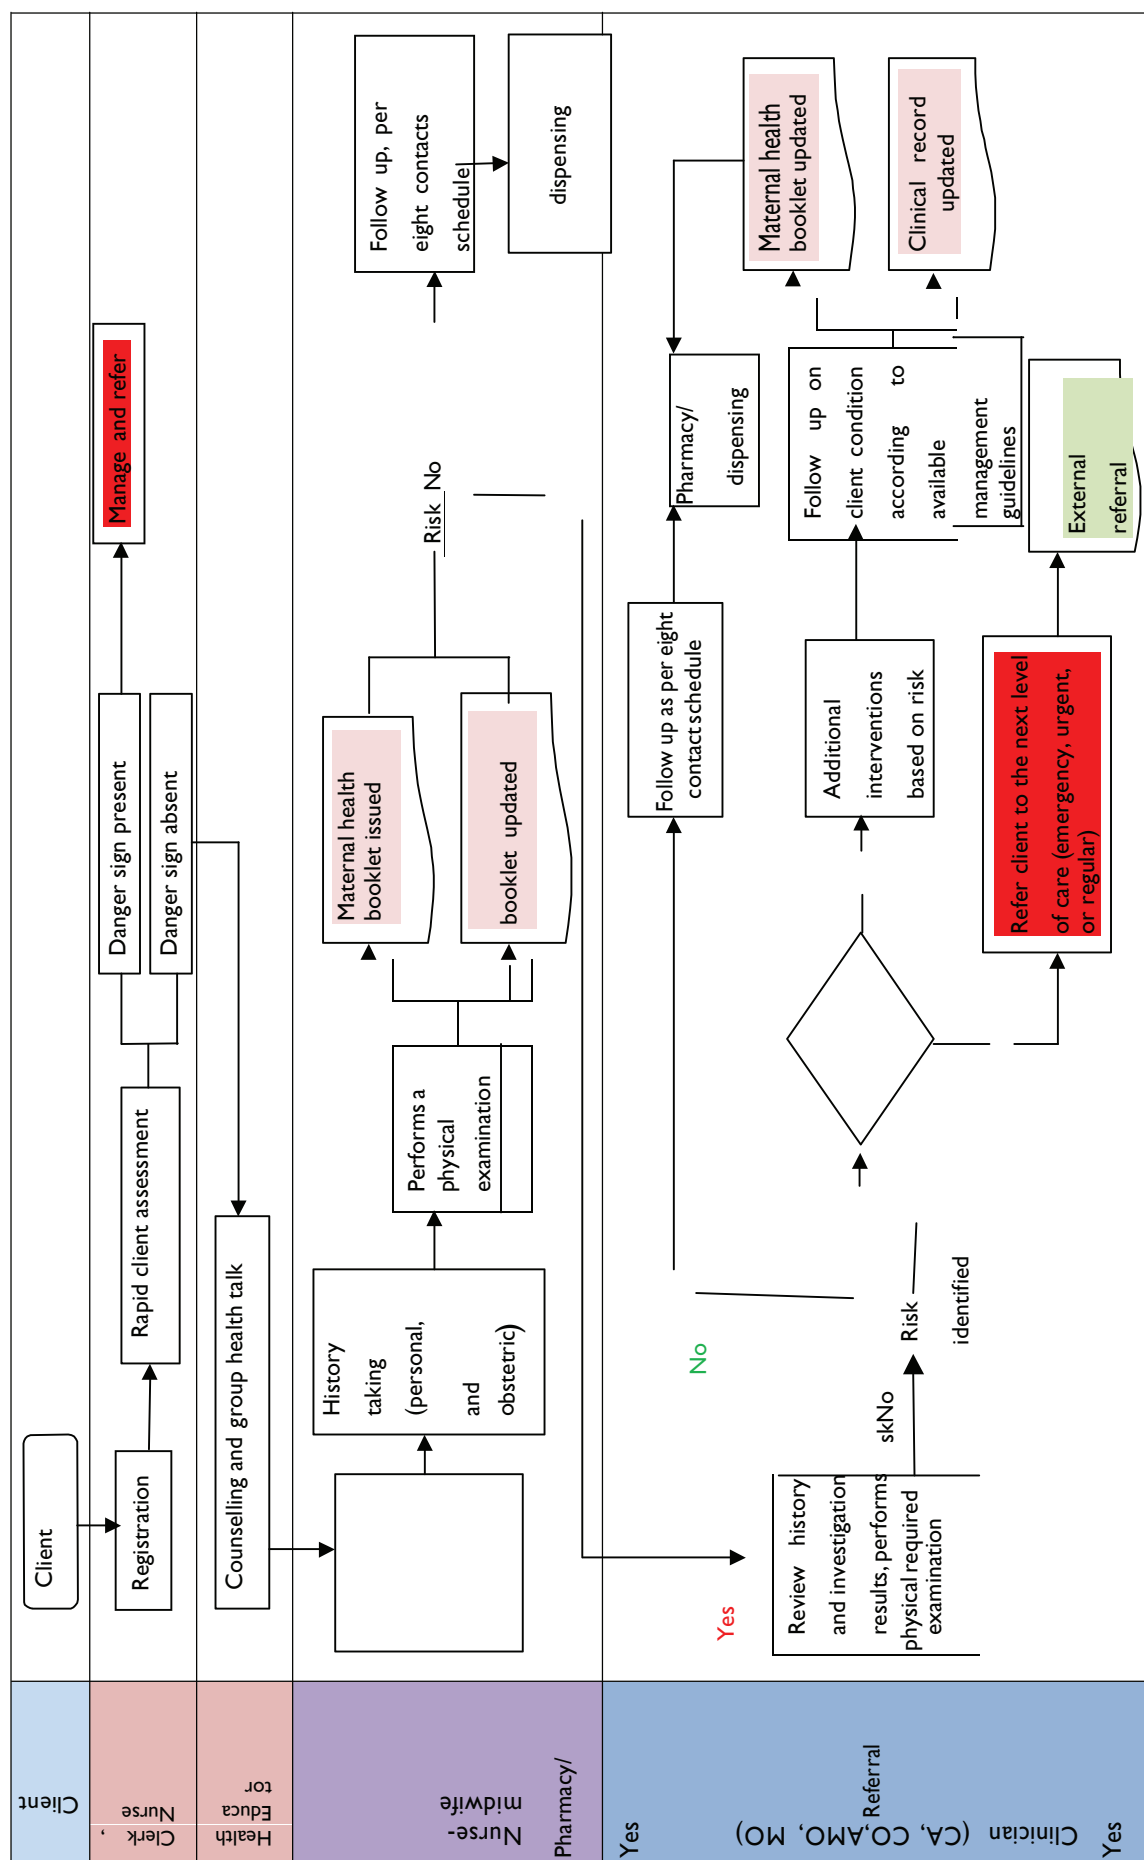 Client
Clerk,
Nurse
Health
Educa
tor
Nurse-
midwife
Pharmacy/
Yes
Referral
Clinician (CA, CO,AMO, MO)
Yes
Client
Registration
Rapid client assessment
Danger sign present
Danger sign absent
Manage and refer
Counselling and group health talk
History
taking
(personal,
and
obstetric)
Performs a
physical
examination
Maternal health
booklet issued
booklet updated
Risk No
Follow up, per
eight contacts
schedule
dispensing
Yes
No
Review history
and investigation
results, performs
physical required
examination
skNo
Risk
identified
Follow up as per eight
contact schedule
Pharmacy/
dispensing
Additional
interventions
based on risk
Follow up on
client condition
according to
available
management
guidelines
Maternal health
booklet updated
Clinical record
updated
Refer client to the next level
of care (emergency, urgent,
or regular)
External
referral